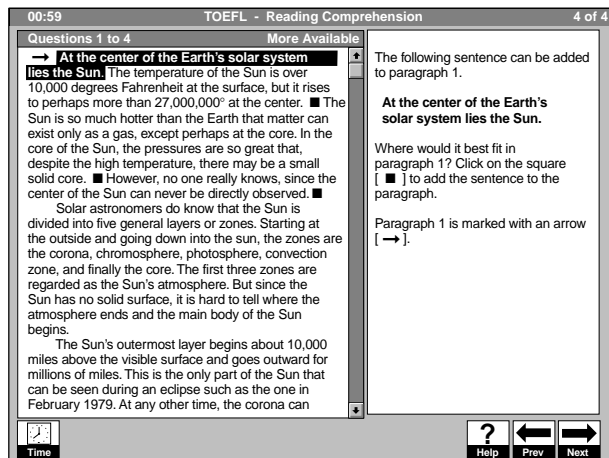 00:59 TOEFL - Reading Comprehension 4 of 4
Questions 1 to 4 More Available
→ At the center of the Earth's solar system
lies the Sun. The temperature of the Sun is over
10,000 degrees Fahrenheit at the surface, but it rises
to perhaps more than 27,000,000° at the center. ■ The
Sun is so much hotter than the Earth that matter can
exist only as a gas, except perhaps at the core. In the
core of the Sun, the pressures are so great that,
despite the high temperature, there may be a small
solid core. ■ However, no one really knows, since the
center of the Sun can never be directly observed. ■
Solar astronomers do know that the Sun is
divided into five general layers or zones. Starting at
the outside and going down into the sun, the zones are
the corona, chromosphere, photosphere, convection
zone, and finally the core. The first three zones are
regarded as the Sun's atmosphere. But since the
Sun has no solid surface, it is hard to tell where the
atmosphere ends and the main body of the Sun
begins.
The Sun's outermost layer begins about 10,000
miles above the visible surface and goes outward for
millions of miles. This is the only part of the Sun that
can be seen during an eclipse such as the one in
February 1979. At any other time, the corona can
The following sentence can be added
to paragraph 1.
At the center of the Earth's
solar system lies the Sun.
Where would it best fit in
paragraph 1? Click on the square
[ ■ ] to add the sentence to the
paragraph.
Paragraph 1 is marked with an arrow
[ → ].
Time
? Help Prev Next